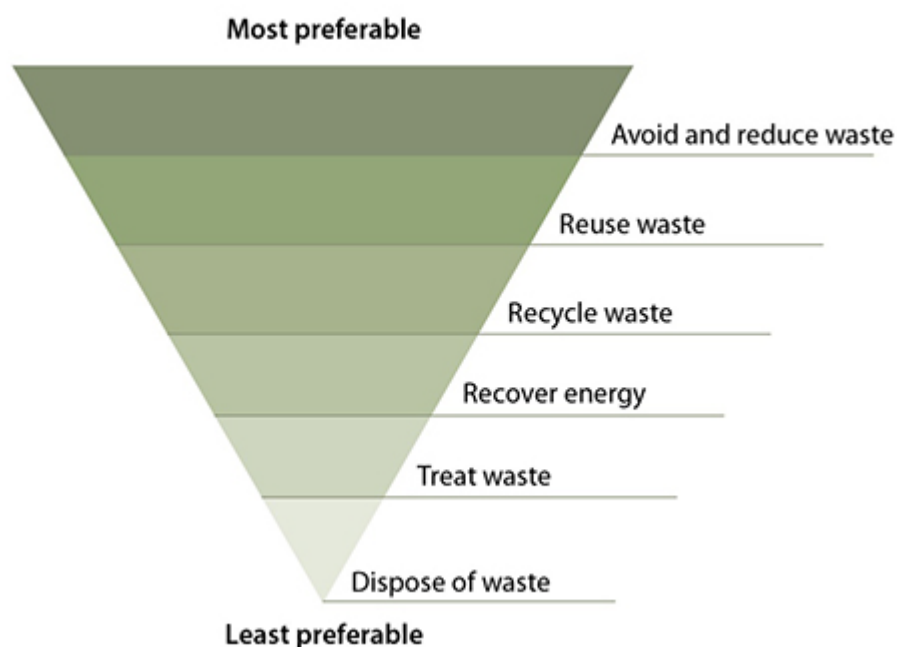 Most preferable
Avoid and reduce waste
Reuse waste
Recycle waste
Recover energy
Treat waste
Dispose of waste
Least preferable